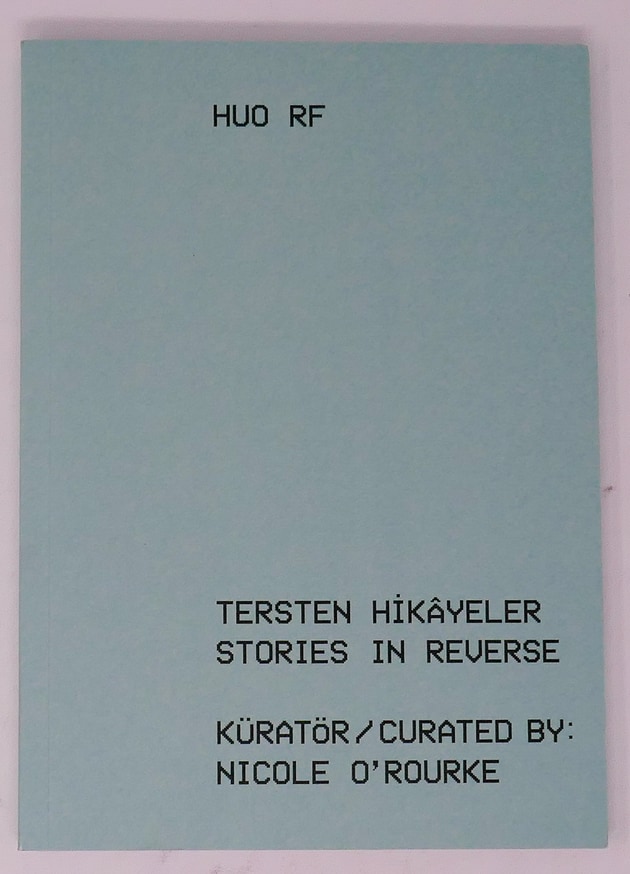 HUO RF
TERSTEN HİKÂYELER
STORIES IN REVERSE
KÜRATÖR/CURATED BY:
NICOLE O'ROURKE